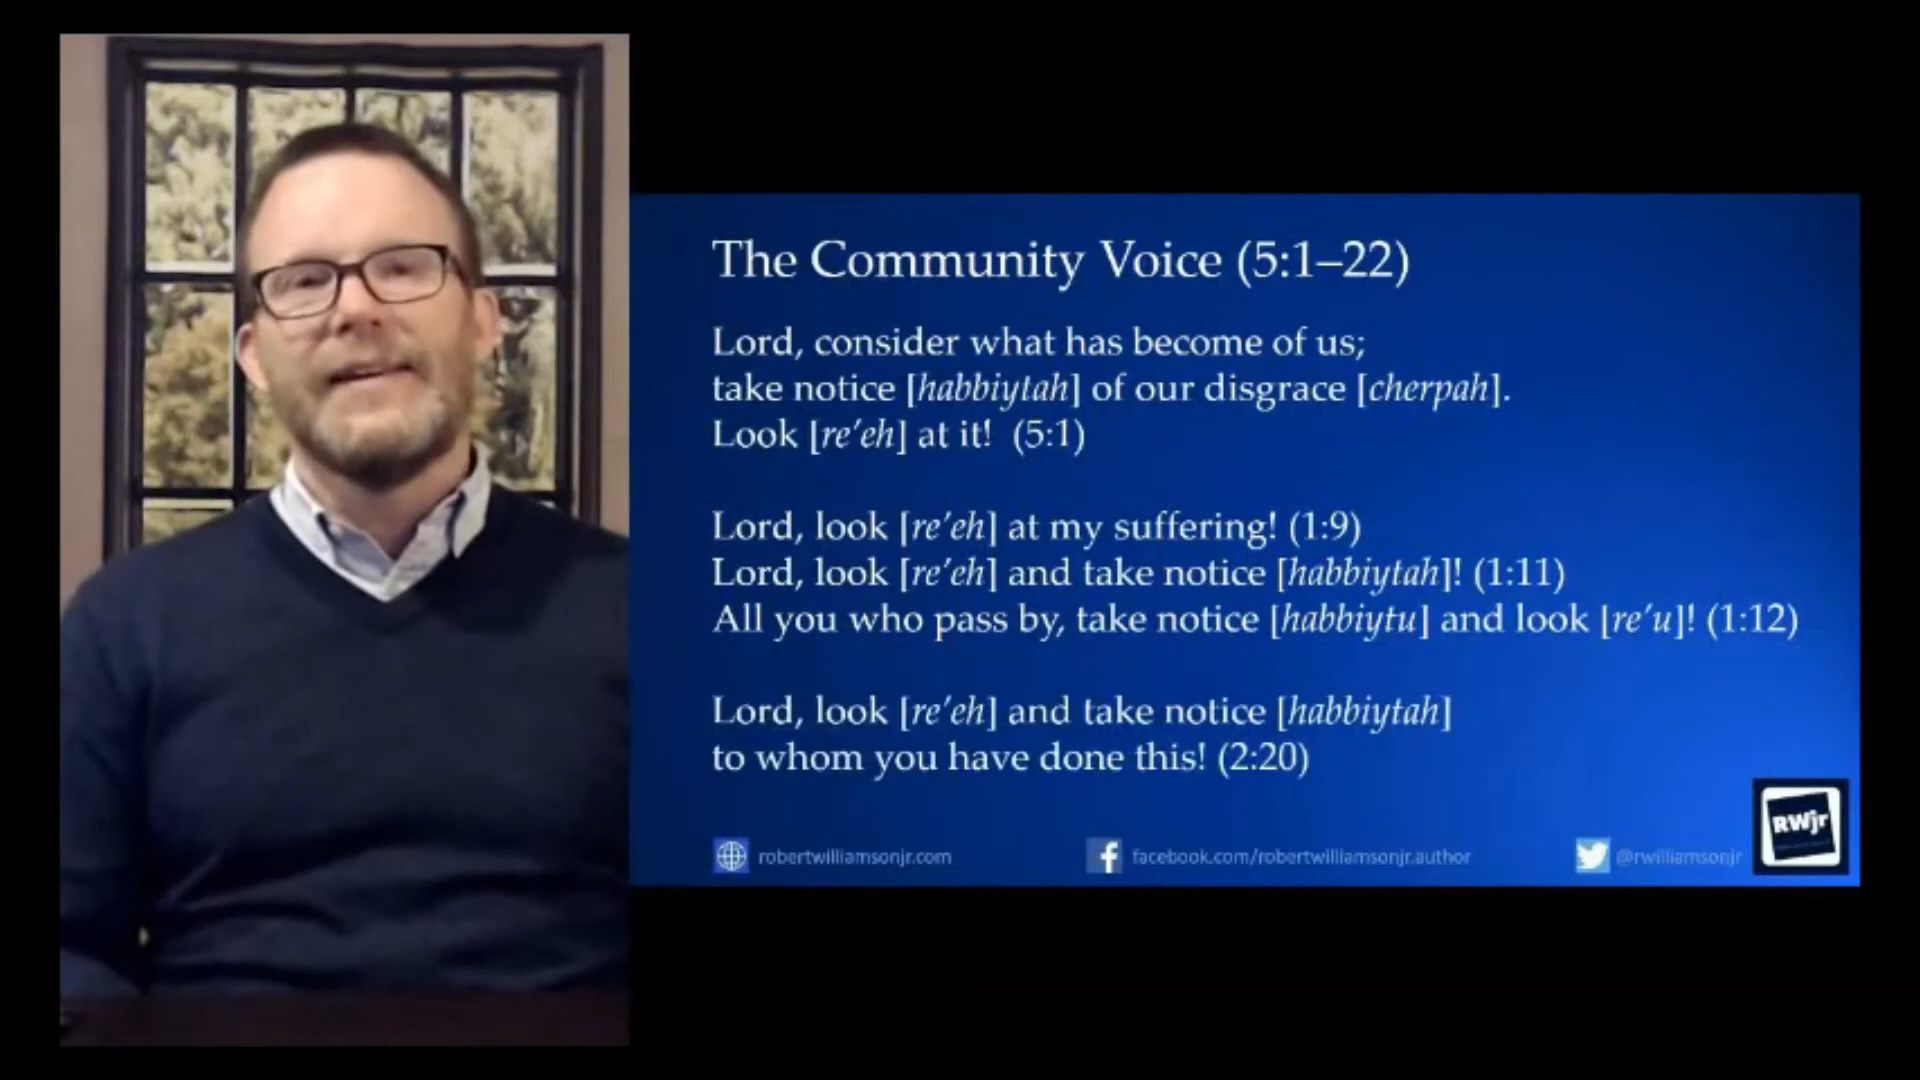 The Community Voice (5:1–22)
Lord, consider what has become of us;
take notice [habbiytah] of our disgrace [cherpah].
Look [re’eh] at it! (5:1)
Lord, look [re’eh] at my suffering! (1:9)
Lord, look [re’eh] and take notice [habbiytah]! (1:11)
All you who pass by, take notice [habbiytu] and look [re’u]! (1:12)
Lord, look [re’eh] and take notice [habbiytah]
to whom you have done this! (2:20)
robertwilliamsonjr.com
facebook.com/robertwilliamsonjr.author
@rwilliamsonjr
RWjr